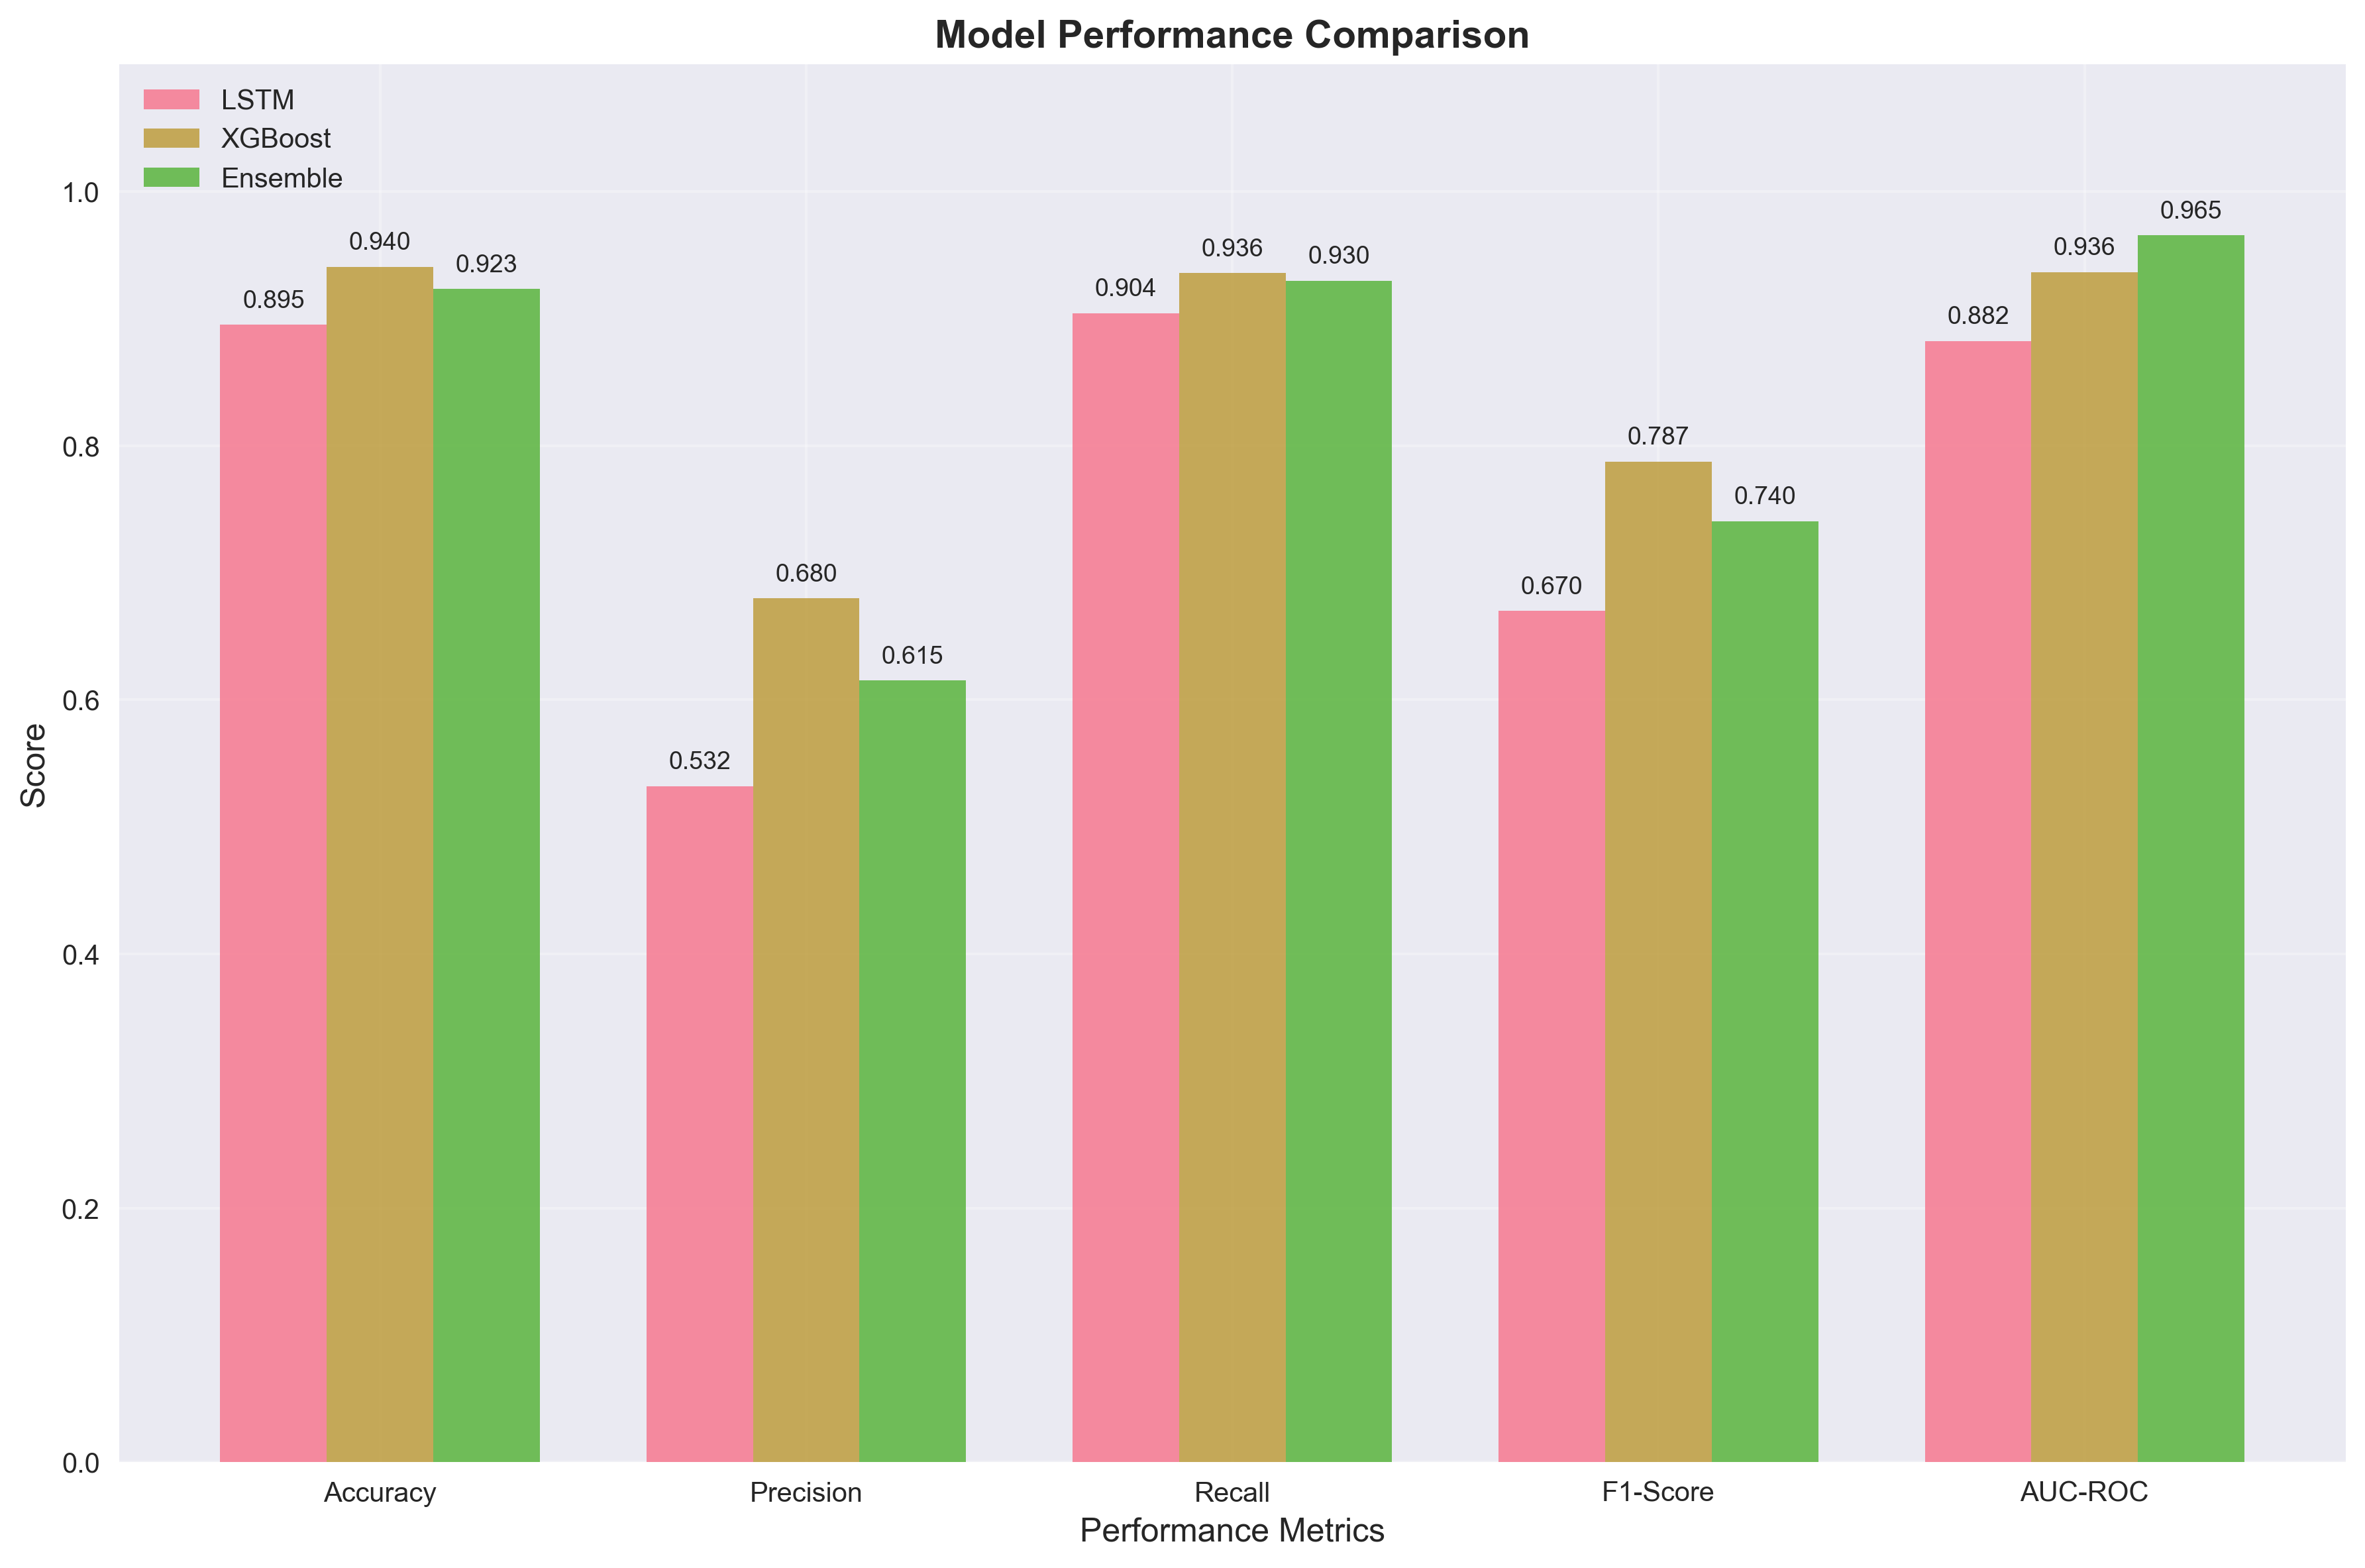 Model Performance Comparison
LSTM
XGBoost
Ensemble
1.0
0.8
0.6
0.4
0.2
0.0
Score
0.895
0.940
0.923
0.532
0.680
0.615
0.904
0.936
0.930
0.670
0.787
0.740
0.882
0.936
0.965
Accuracy
Precision
Recall
F1-Score
AUC-ROC
Performance Metrics